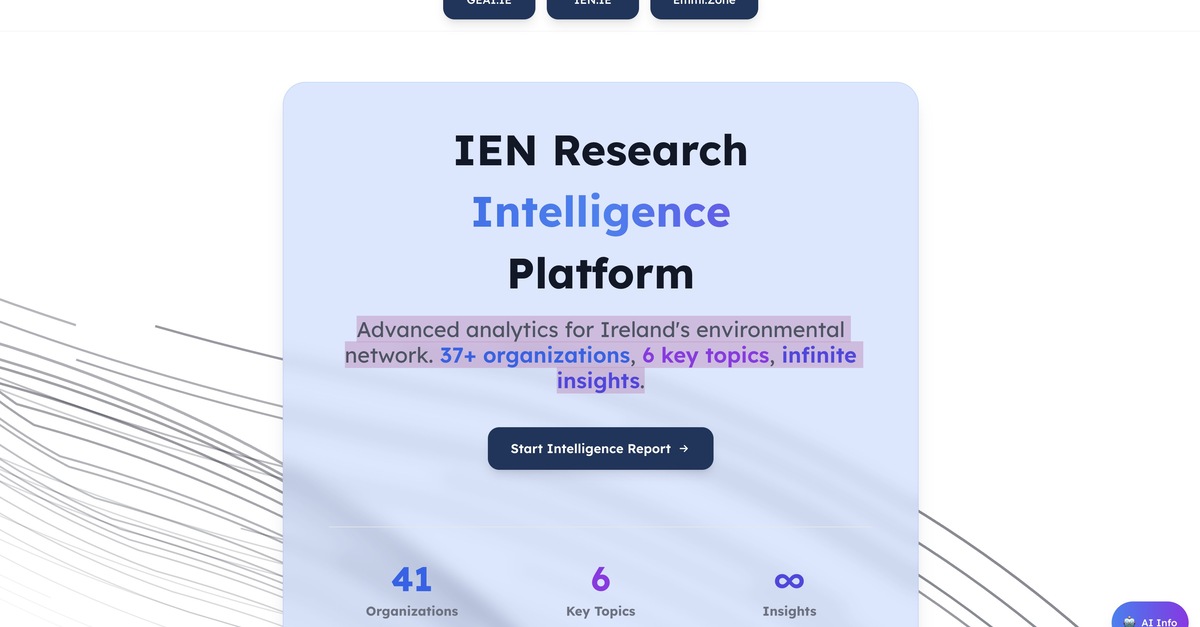 GEAI.IE IEN.IE Emmi.Zone
IEN Research
Intelligence
Platform
Advanced analytics for Ireland's environmental
network. 37+ organizations, 6 key topics, infinite
insights.
Start Intelligence Report →
41 6 ∞
Organizations Key Topics Insights
AI Info